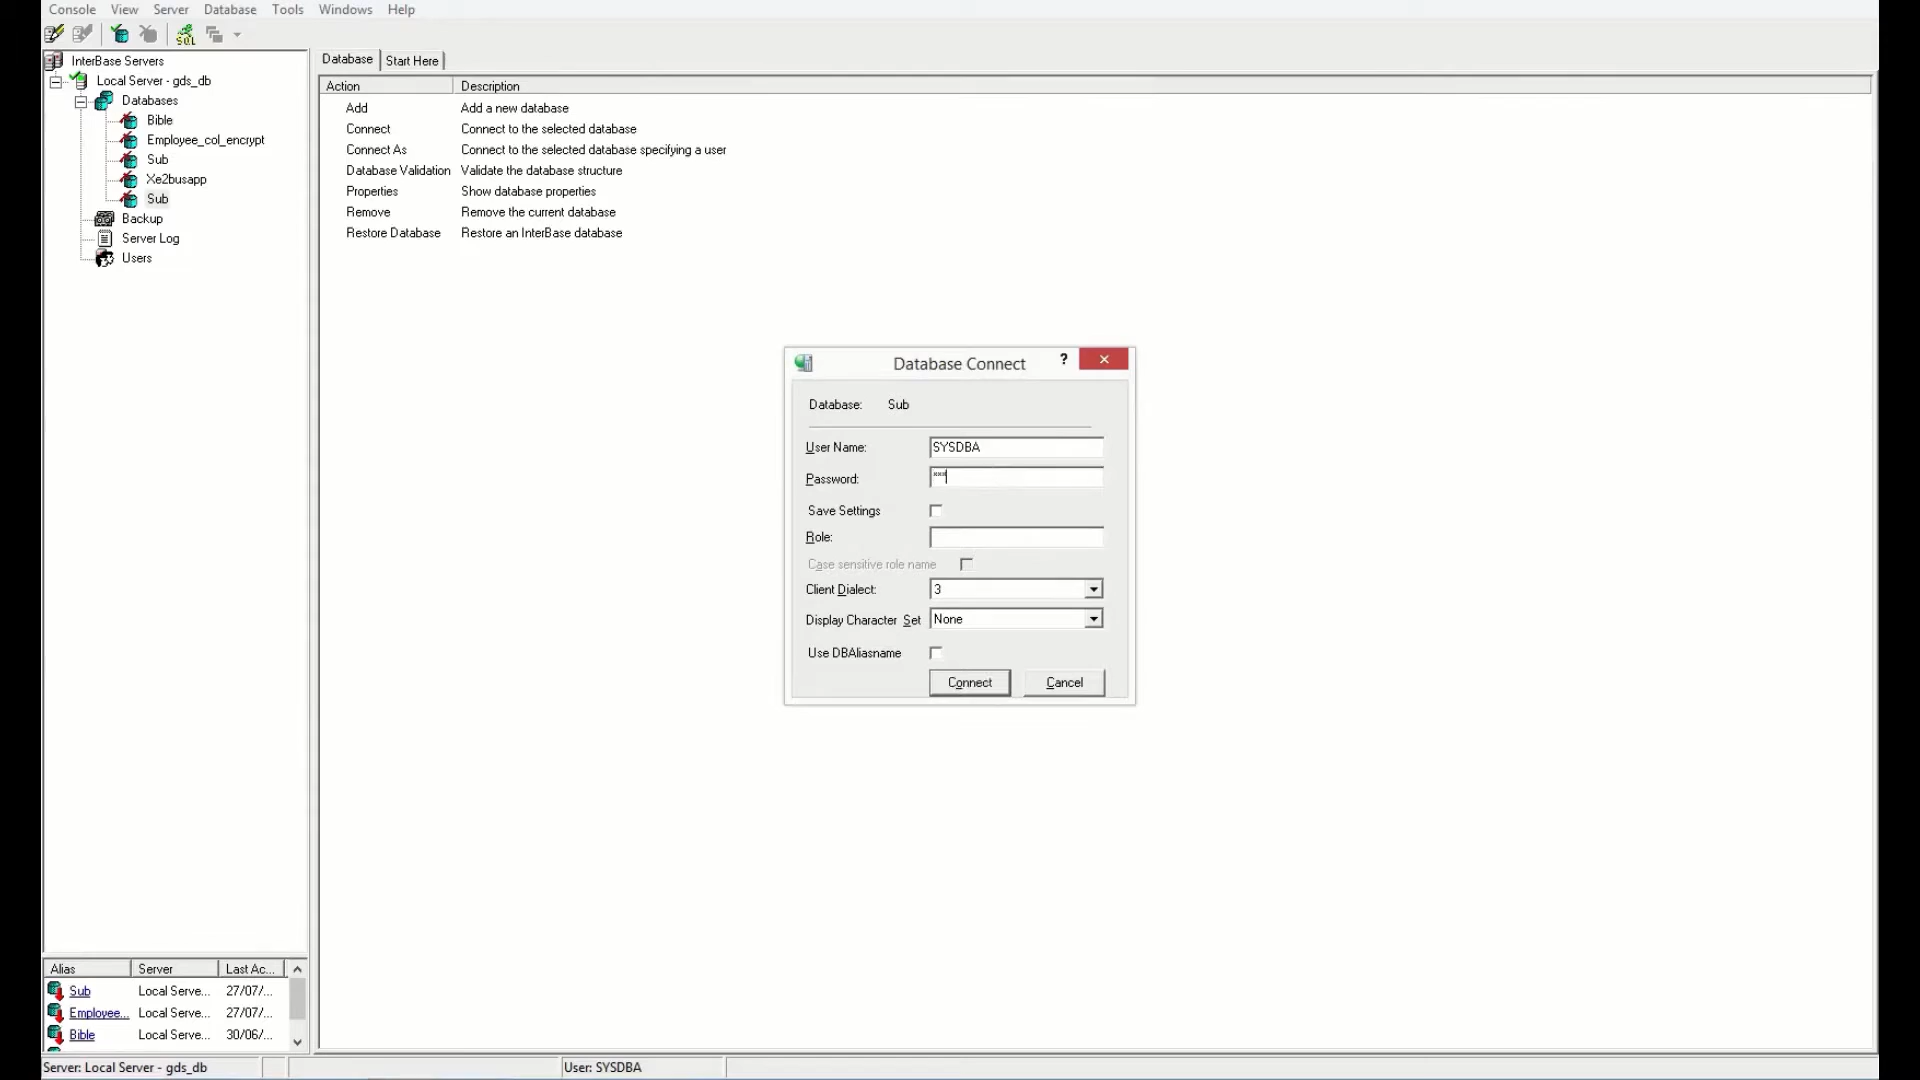 Console View Server Database Tools Windows Help
SQL
InterBase Servers
Local Server - gds_db
Databases
Bible
Employee_col_encrypt
Sub
Xe2busapp
Sub
Backup
Server Log
Users
Database Start Here
Action Description
Add Add a new database
Connect Connect to the selected database
Connect As Connect to the selected database specifying a user
Database Validation Validate the database structure
Properties Show database properties
Remove Remove the current database
Restore Database Restore an InterBase database
Database Connect ?
Database: Sub
User Name: SYSDBA
Password: ***
Save Settings
Role:
Case sensitive role name
Client Dialect: 3
Display Character Set None
Use DBAliasname
Connect Cancel
Alias Server Last Ac...
Sub Local Serve... 27/07/...
Employee... Local Serve... 27/07/...
Bible Local Serve... 30/06/...
Server: Local Server - gds_db User: SYSDBA